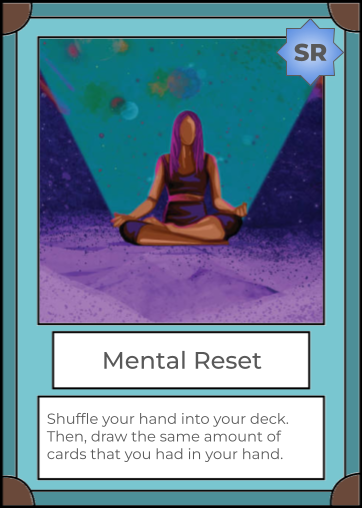 SR
Mental Reset
Shuffle your hand into your deck.
Then, draw the same amount of
cards that you had in your hand.